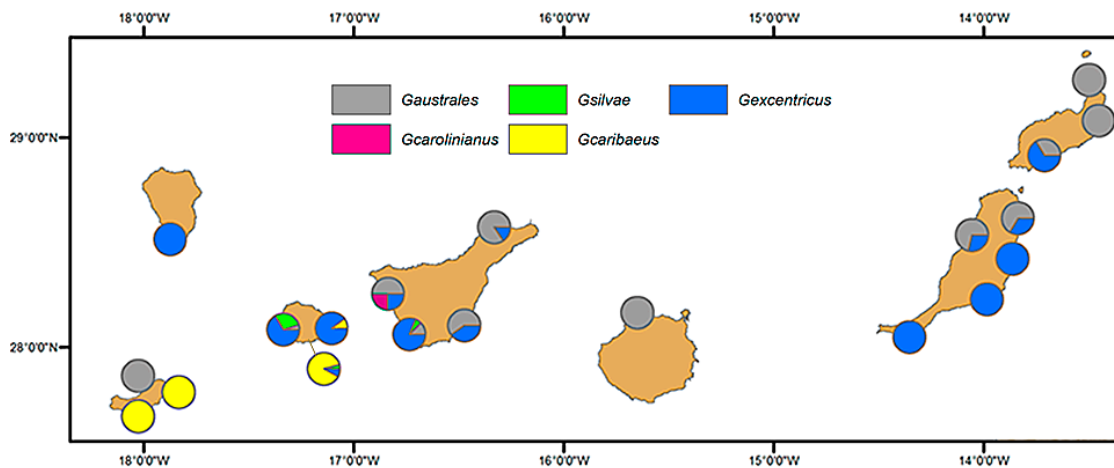 18°0'0"W 17°0'0"W 16°0'0"W 15°0'0"W 14°0'0"W
Gaustrales Gsilvae Gexcentricus
Gcarolinianus Gcaribaeus
29°0'0"N
28°0'0"N
18°0'0"W 17°0'0"W 16°0'0"W 15°0'0"W 14°0'0"W